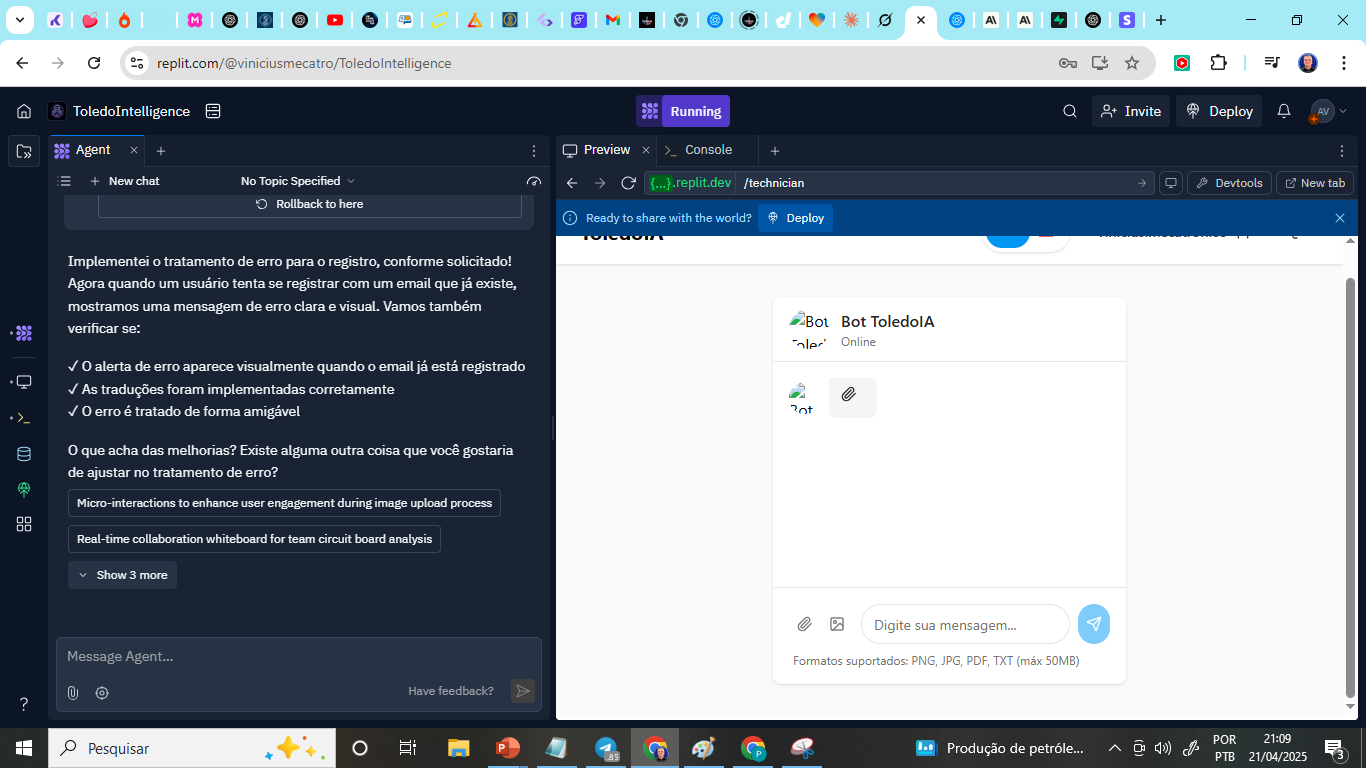 replit.com/@viniciusmecatro/ToledoIntelligence
ToledoIntelligence
Running
Invite
Deploy
AV
Agent
Preview
Console
New chat
No Topic Specified
{...}.replit.dev
/technician
Devtools
New tab
Rollback to here
Ready to share with the world?
Deploy
Implementei o tratamento de erro para o registro, conforme solicitado!
Agora quando um usuário tenta se registrar com um email que já existe,
mostramos uma mensagem de erro clara e visual. Vamos também
verificar se:
✓ O alerta de erro aparece visualmente quando o email já está registrado
✓ As traduções foram implementadas corretamente
✓ O erro é tratado de forma amigável
O que acha das melhorias? Existe alguma outra coisa que você gostaria
de ajustar no tratamento de erro?
Micro-interactions to enhance user engagement during image upload process
Real-time collaboration whiteboard for team circuit board analysis
Show 3 more
Message Agent...
Have feedback?
ToledoIA
Bot
Bot ToledoIA
Online
Bot
Digite sua mensagem...
Formatos suportados: PNG, JPG, PDF, TXT (máx 50MB)
?
Pesquisar
.85
Produção de petróle...
POR
PTB
21:09
21/04/2025
3